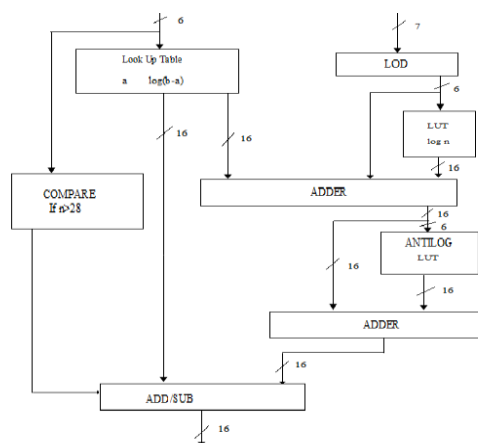 6
7
Look Up Table
a log(b-a)
LOD
6
LUT
log n
16
16
16
COMPARE
If n>28
ADDER
16
6
ANTILOG
LUT
16
16
ADDER
16
ADD/SUB
16